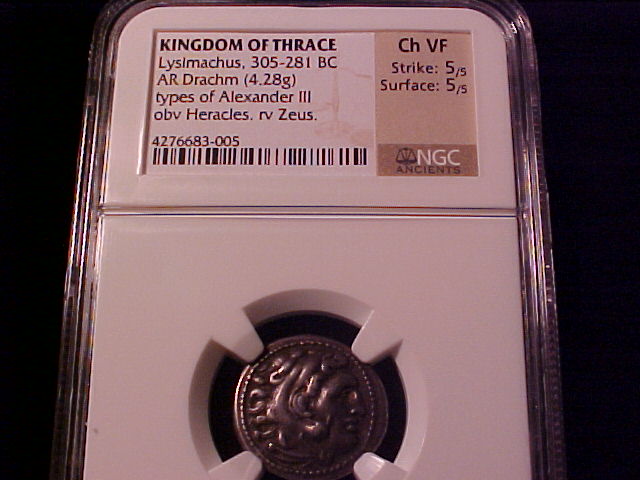 KINGDOM OF THRACE
Lysimachus, 305-281 BC
AR Drachm (4.28g)
types of Alexander III
obv Heracles. rv Zeus.
4276683-005
Ch VF
Strike: 5/5
Surface: 5/5
NGC
ANCIENTS